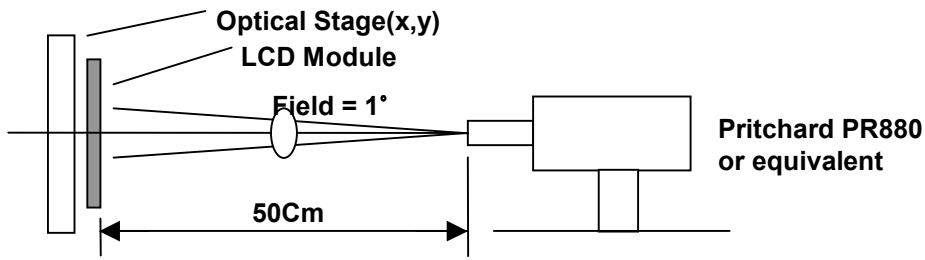 Optical Stage(x,y)
LCD Module
Field = 1˚
Pritchard PR880
or equivalent
50Cm